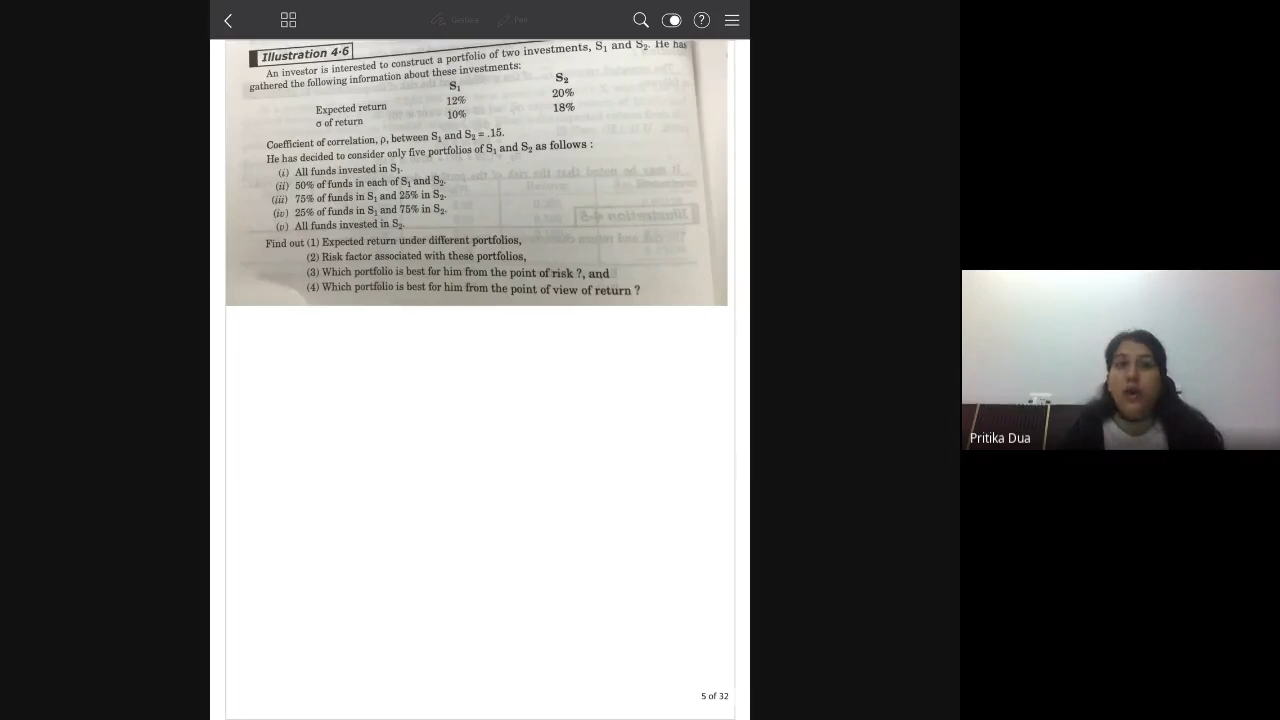 Gesture Pen
Illustration 4·6
An investor is interested to construct a portfolio of two investments, S1 and S2. He has
gathered the following information about these investments:
S1 S2
Expected return 12% 20%
σ of return 10% 18%
Coefficient of correlation, ρ, between S1 and S2 = .15.
He has decided to consider only five portfolios of S1 and S2 as follows :
(i) All funds invested in S1.
(ii) 50% of funds in each of S1 and S2.
(iii) 75% of funds in S1 and 25% in S2.
(iv) 25% of funds in S1 and 75% in S2.
(v) All funds invested in S2.
Find out (1) Expected return under different portfolios,
(2) Risk factor associated with these portfolios,
(3) Which portfolio is best for him from the point of risk ?, and
(4) Which portfolio is best for him from the point of view of return ?
5 of 32
Pritika Dua